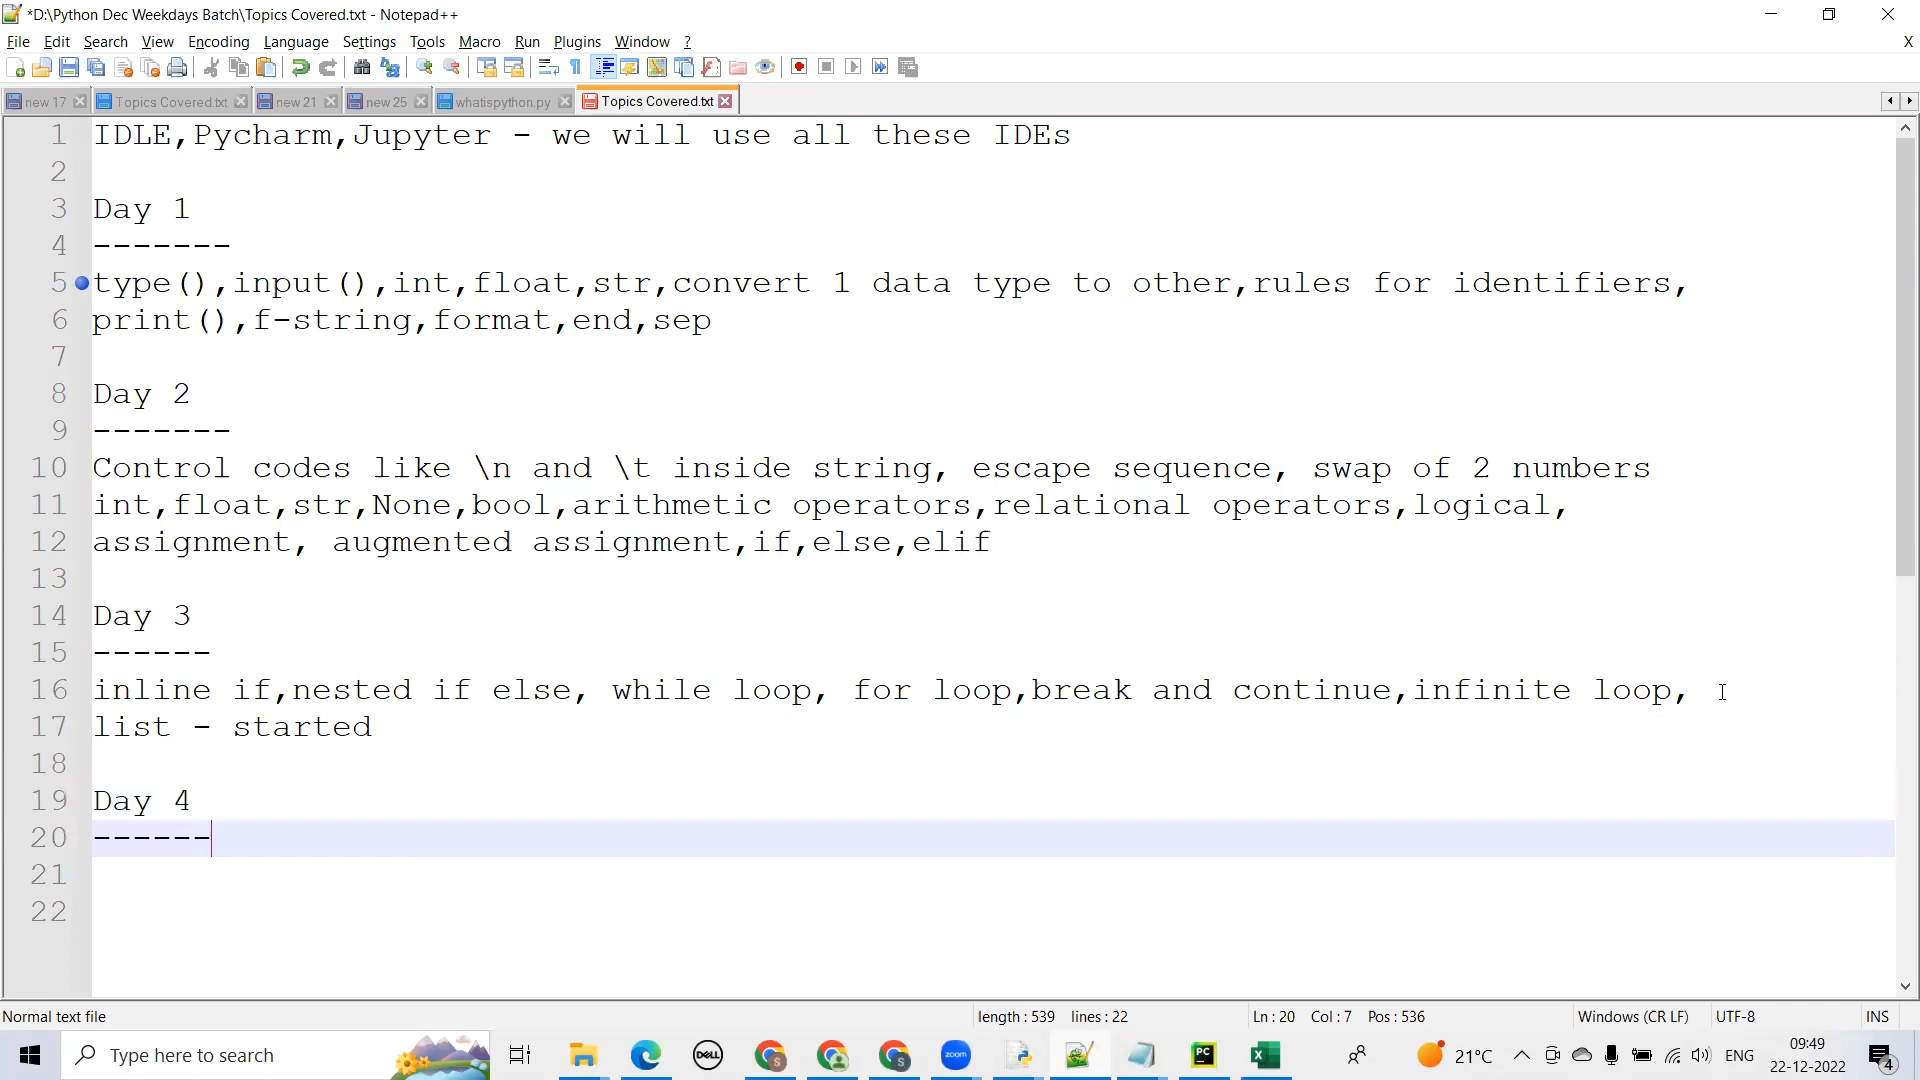 *D:\Python Dec Weekdays Batch\Topics Covered.txt - Notepad++
File Edit Search View Encoding Language Settings Tools Macro Run Plugins Window ? X
new 17 Topics Covered.txt new 21 new 25 whatispython.py Topics Covered.txt
1 IDLE,Pycharm,Jupyter - we will use all these IDEs
2
3 Day 1
4 -------
5 type(),input(),int,float,str,convert 1 data type to other,rules for identifiers,
6 print(),f-string,format,end,sep
7
8 Day 2
9 -------
10 Control codes like \n and \t inside string, escape sequence, swap of 2 numbers
11 int,float,str,None,bool,arithmetic operators,relational operators,logical,
12 assignment, augmented assignment,if,else,elif
13
14 Day 3
15 ------
16 inline if,nested if else, while loop, for loop,break and continue,infinite loop,
17 list - started
18
19 Day 4
20 ------
21
22
Normal text file length : 539 lines : 22 Ln : 20 Col : 7 Pos : 536 Windows (CR LF) UTF-8 INS
Type here to search DELL S S zoom PC 21°C ENG 09:49
22-12-2022 4